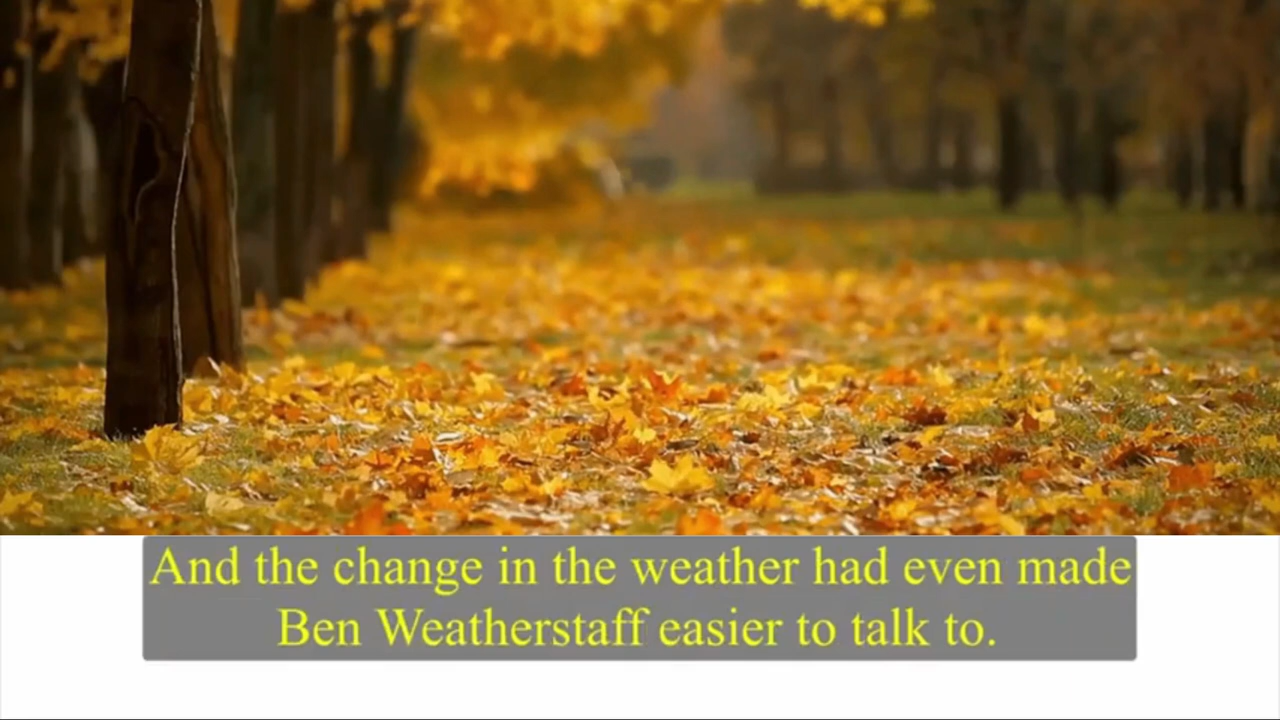 And the change in the weather had even made
Ben Weatherstaff easier to talk to.